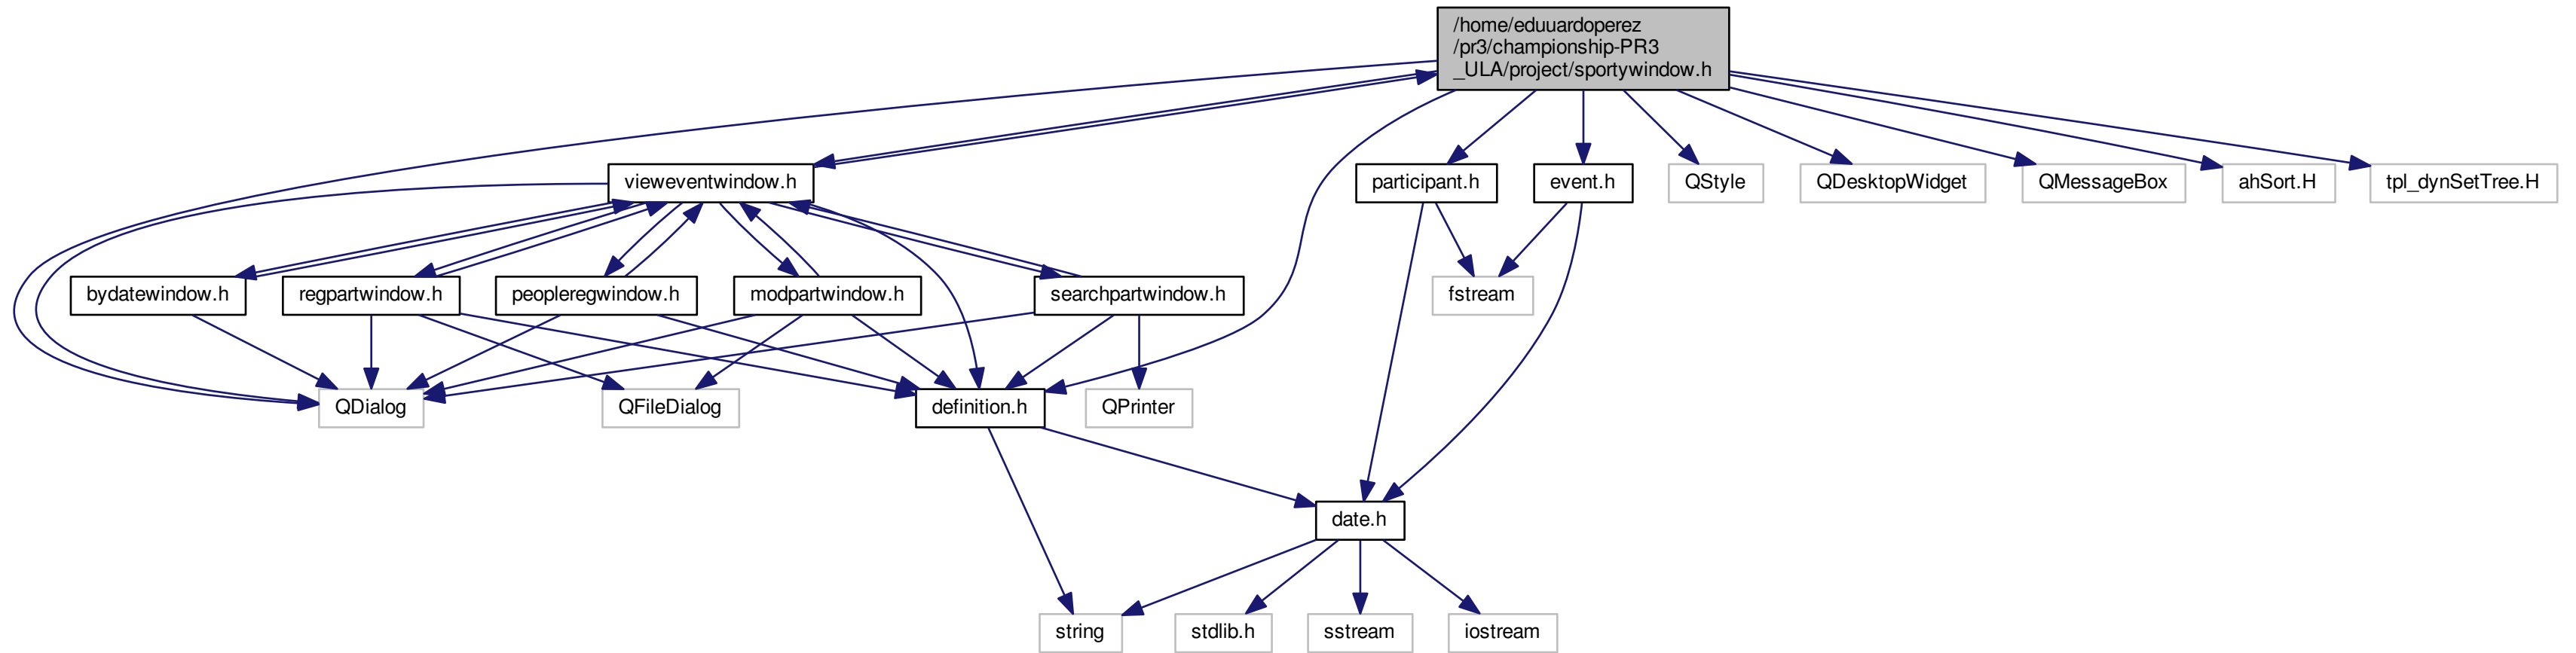 /home/eduuardoperez
/pr3/championship-PR3
_ULA/project/sportywindow.h
vieweventwindow.h
participant.h
event.h
QStyle
QDesktopWidget
QMessageBox
ahSort.H
tpl_dynSetTree.H
bydatewindow.h
regpartwindow.h
peopleregwindow.h
modpartwindow.h
searchpartwindow.h
fstream
QDialog
QFileDialog
definition.h
QPrinter
date.h
string
stdlib.h
sstream
iostream